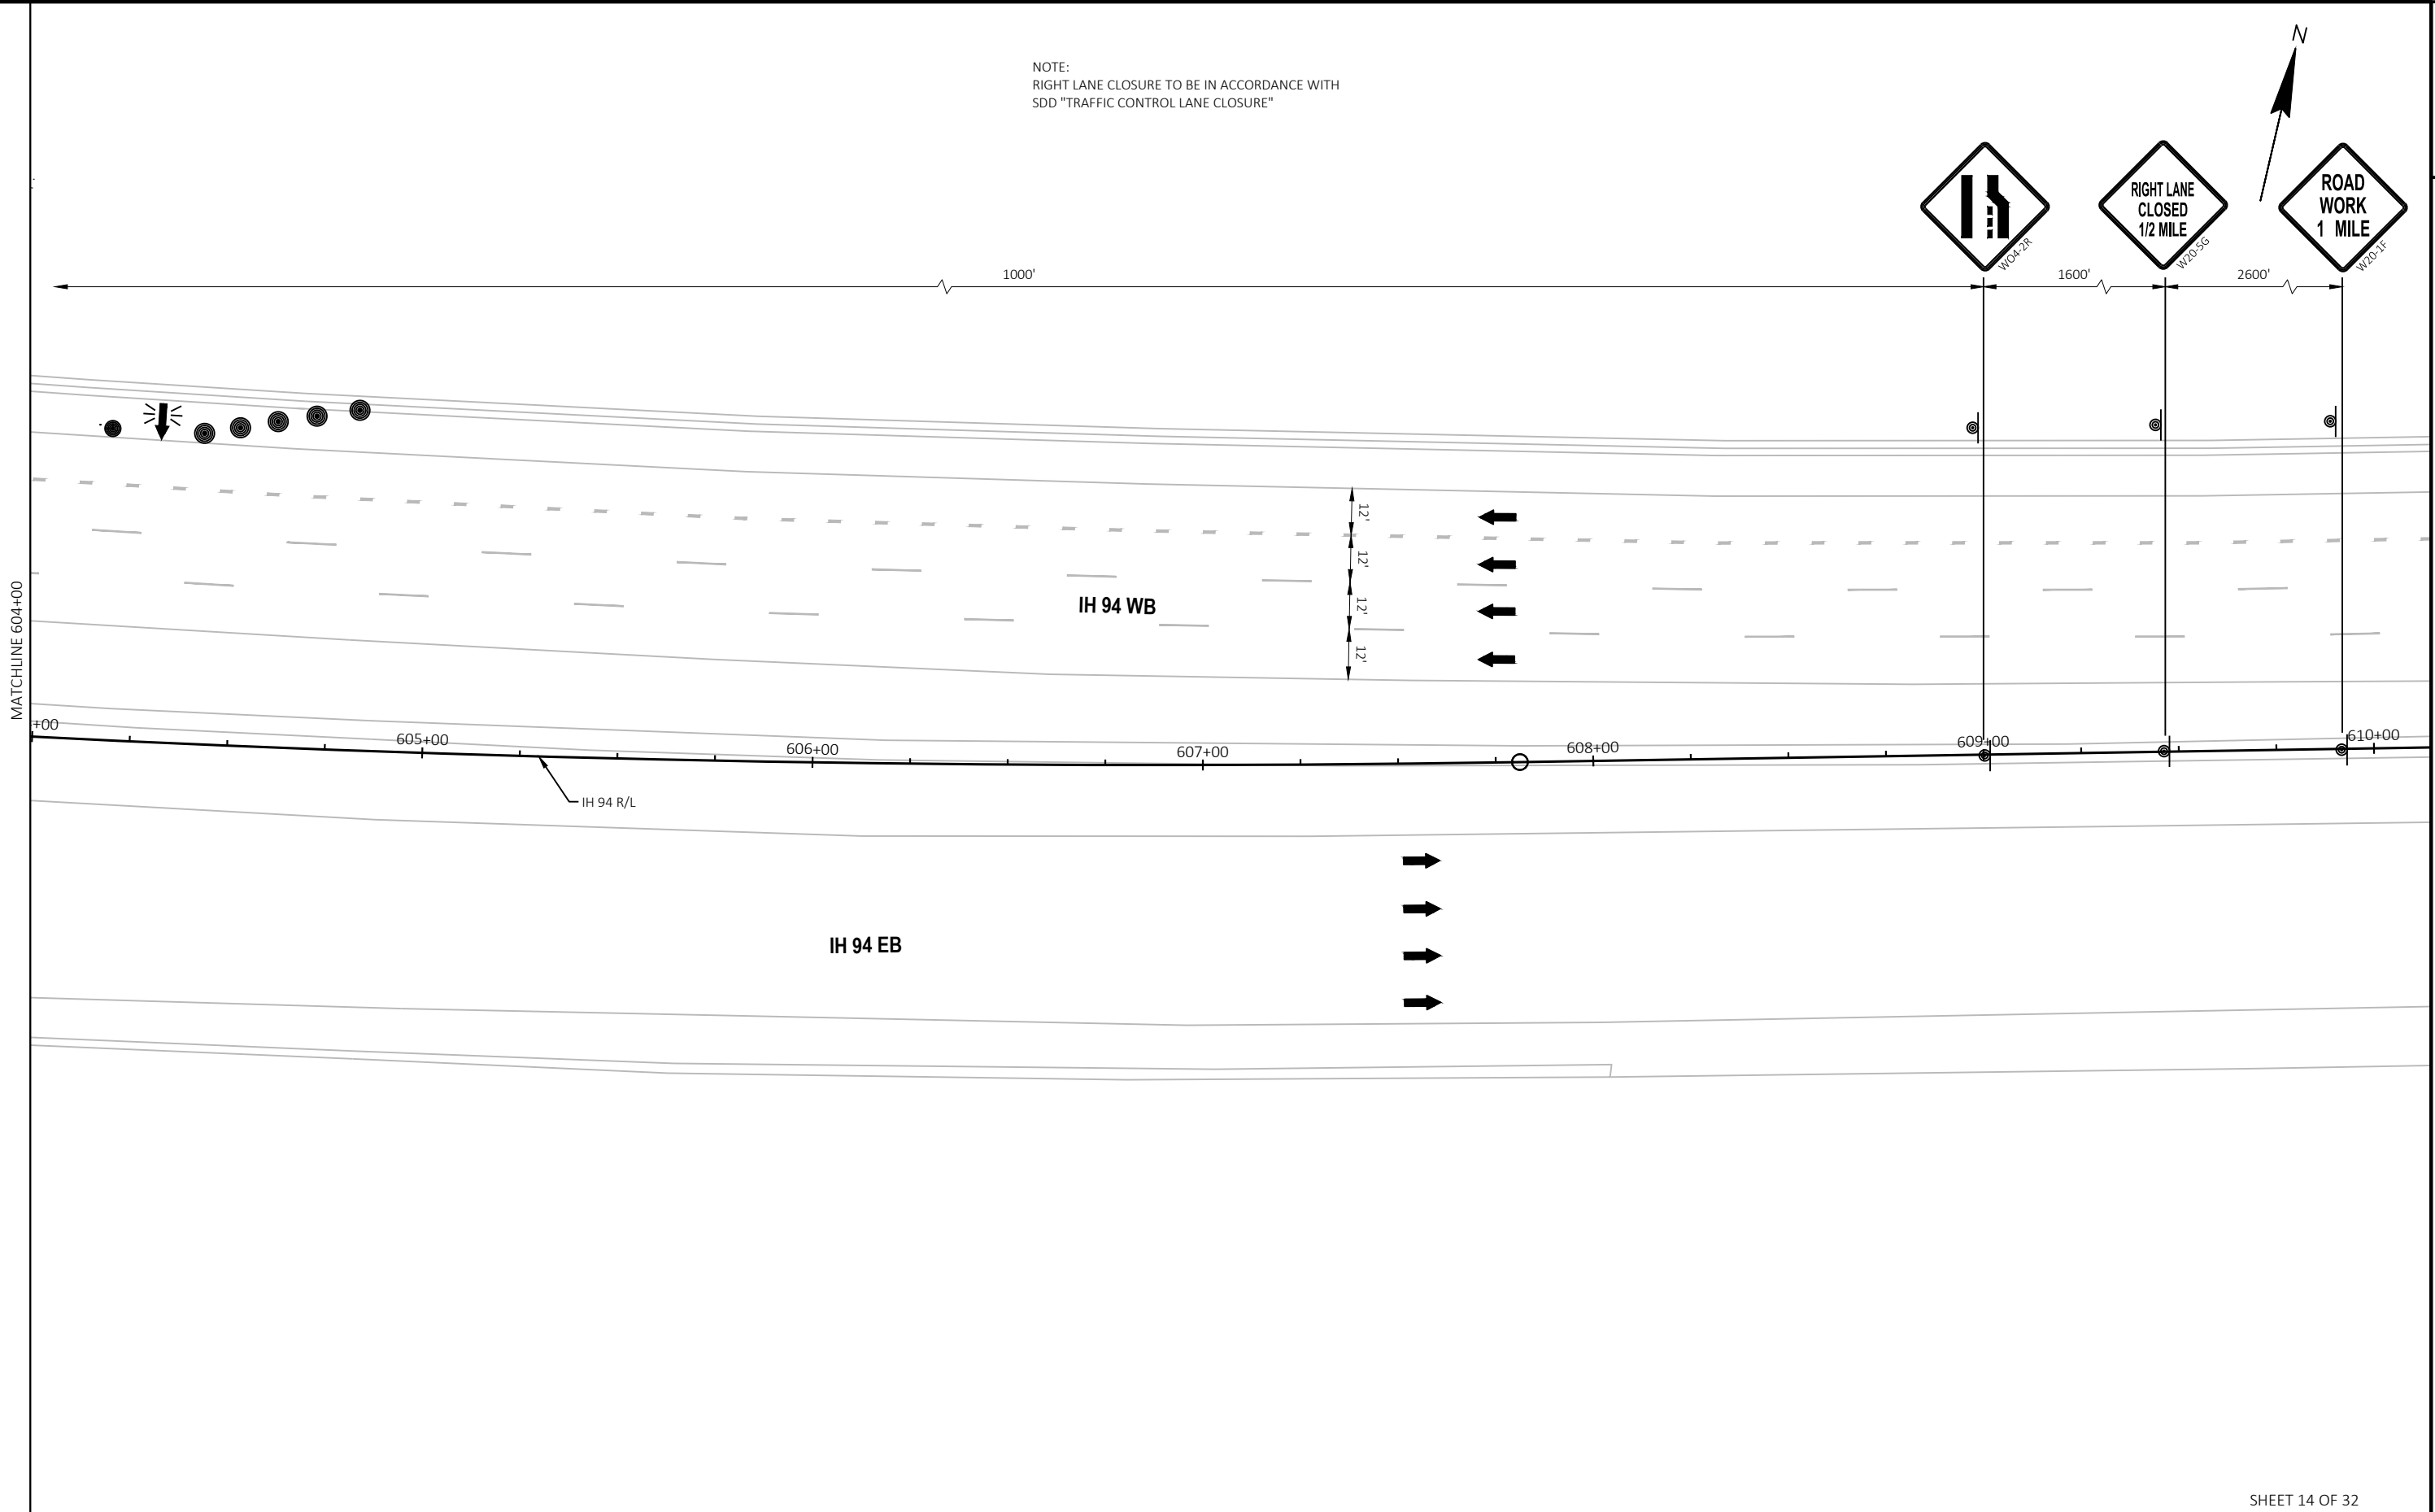 NOTE:
RIGHT LANE CLOSURE TO BE IN ACCORDANCE WITH
SDD "TRAFFIC CONTROL LANE CLOSURE"
N
RIGHT LANE
CLOSED
1/2 MILE
ROAD
WORK
1 MILE
WO4-2R
W20-5G
W20-1F
1000'
1600'
2600'
12'
12'
12'
12'
IH 94 WB
MATCHLINE 604+00
+00
605+00
606+00
607+00
608+00
609+00
610+00
IH 94 R/L
IH 94 EB
SHEET 14 OF 32